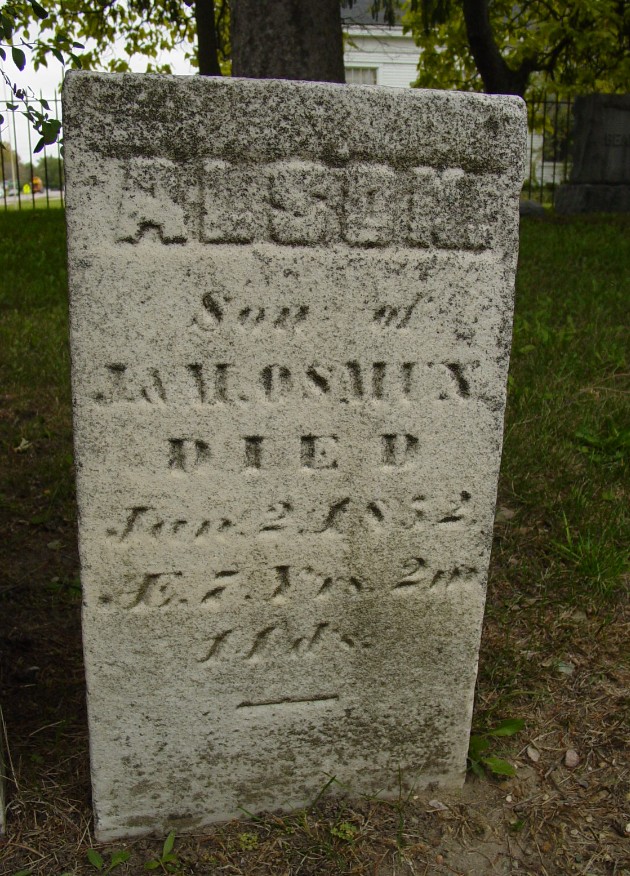 ALSON
Son of
J. & M. OSMUN.
DIED
Jan. 2. 1852.
Æ. 7. Yrs. 2m
11ds.